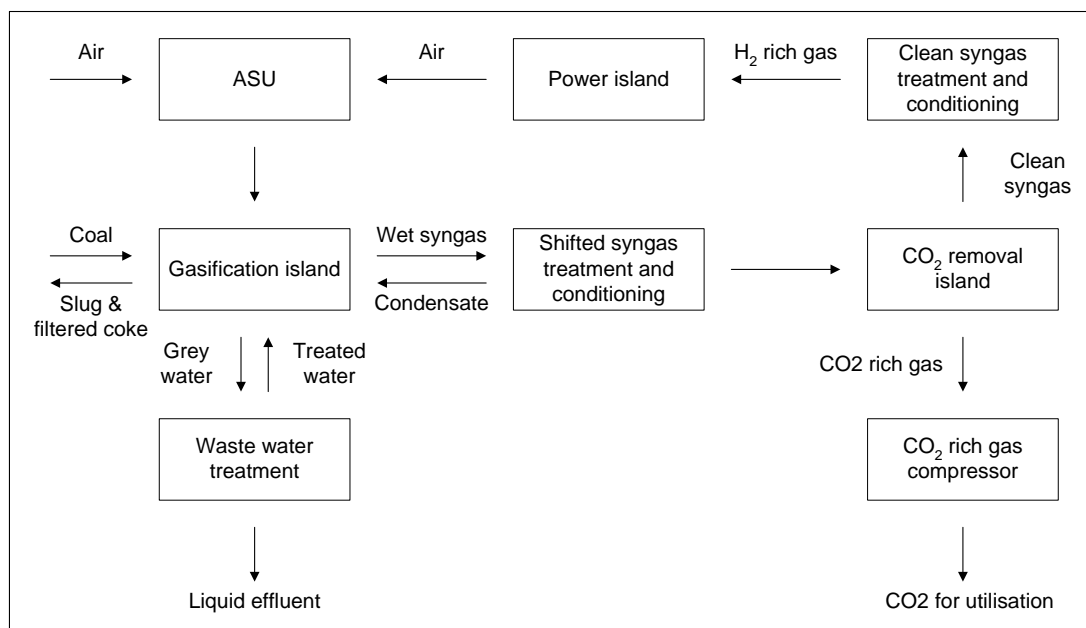 Air
ASU
Air
Power island
H₂ rich gas
Clean syngas
treatment and
conditioning
Clean
syngas
Coal
Slug &
filtered coke
Gasification island
Wet syngas
Condensate
Shifted syngas
treatment and
conditioning
CO₂ removal
island
Grey
water
Treated
water
CO2 rich gas
Waste water
treatment
CO₂ rich gas
compressor
Liquid effluent
CO2 for utilisation